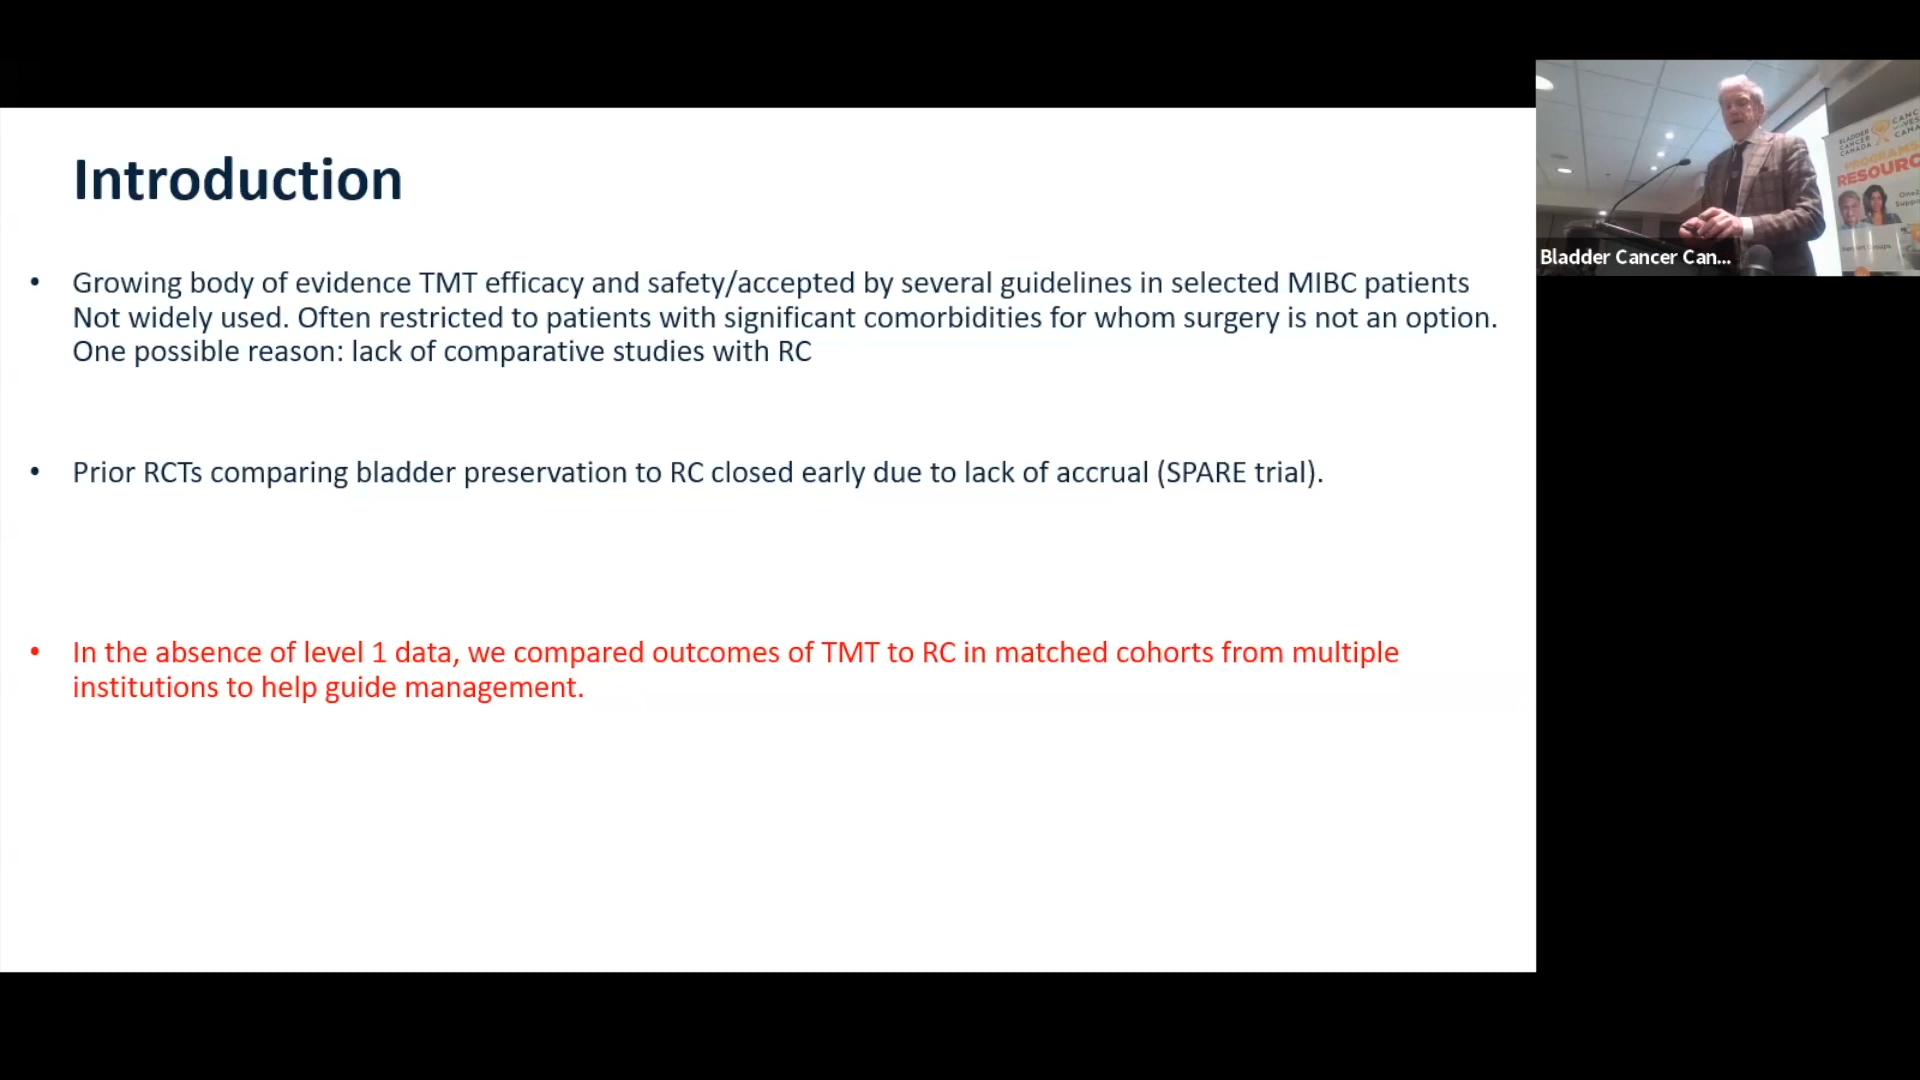 Introduction
• Growing body of evidence TMT efficacy and safety/accepted by several guidelines in selected MIBC patients
Not widely used. Often restricted to patients with significant comorbidities for whom surgery is not an option.
One possible reason: lack of comparative studies with RC
• Prior RCTs comparing bladder preservation to RC closed early due to lack of accrual (SPARE trial).
• In the absence of level 1 data, we compared outcomes of TMT to RC in matched cohorts from multiple
institutions to help guide management.
BLADDER
CANCER
CANADA
Bladder Cancer Can...